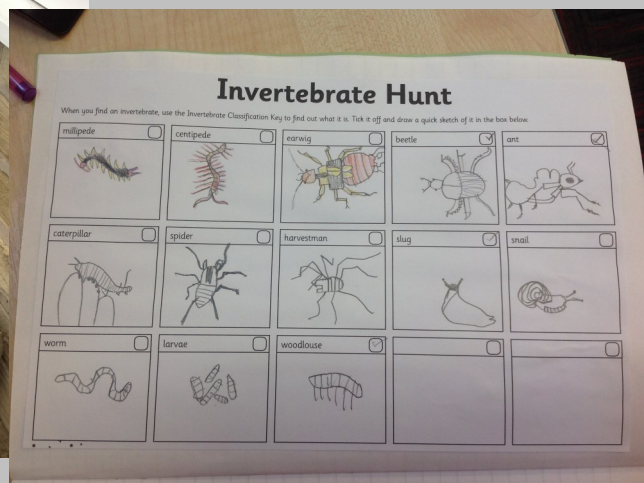 Invertebrate Hunt
When you find an invertebrate, use the Invertebrate Classification Key to find out what it is. Tick it off and draw a quick sketch of it in the box below.
millipede
centipede
earwig
beetle
ant
caterpillar
spider
harvestman
slug
snail
worm
larvae
woodlouse